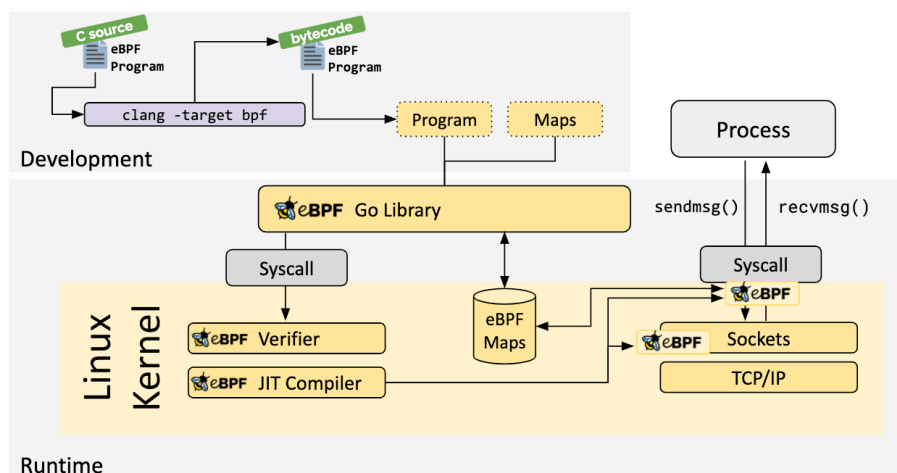 C source
eBPF
Program
bytecode
eBPF
Program
clang -target bpf
Program
Maps
Development
Process
eBPF Go Library
sendmsg()
recvmsg()
Syscall
Syscall
eBPF
Linux
Kernel
eBPF Verifier
eBPF
Maps
eBPF
Sockets
eBPF JIT Compiler
TCP/IP
Runtime